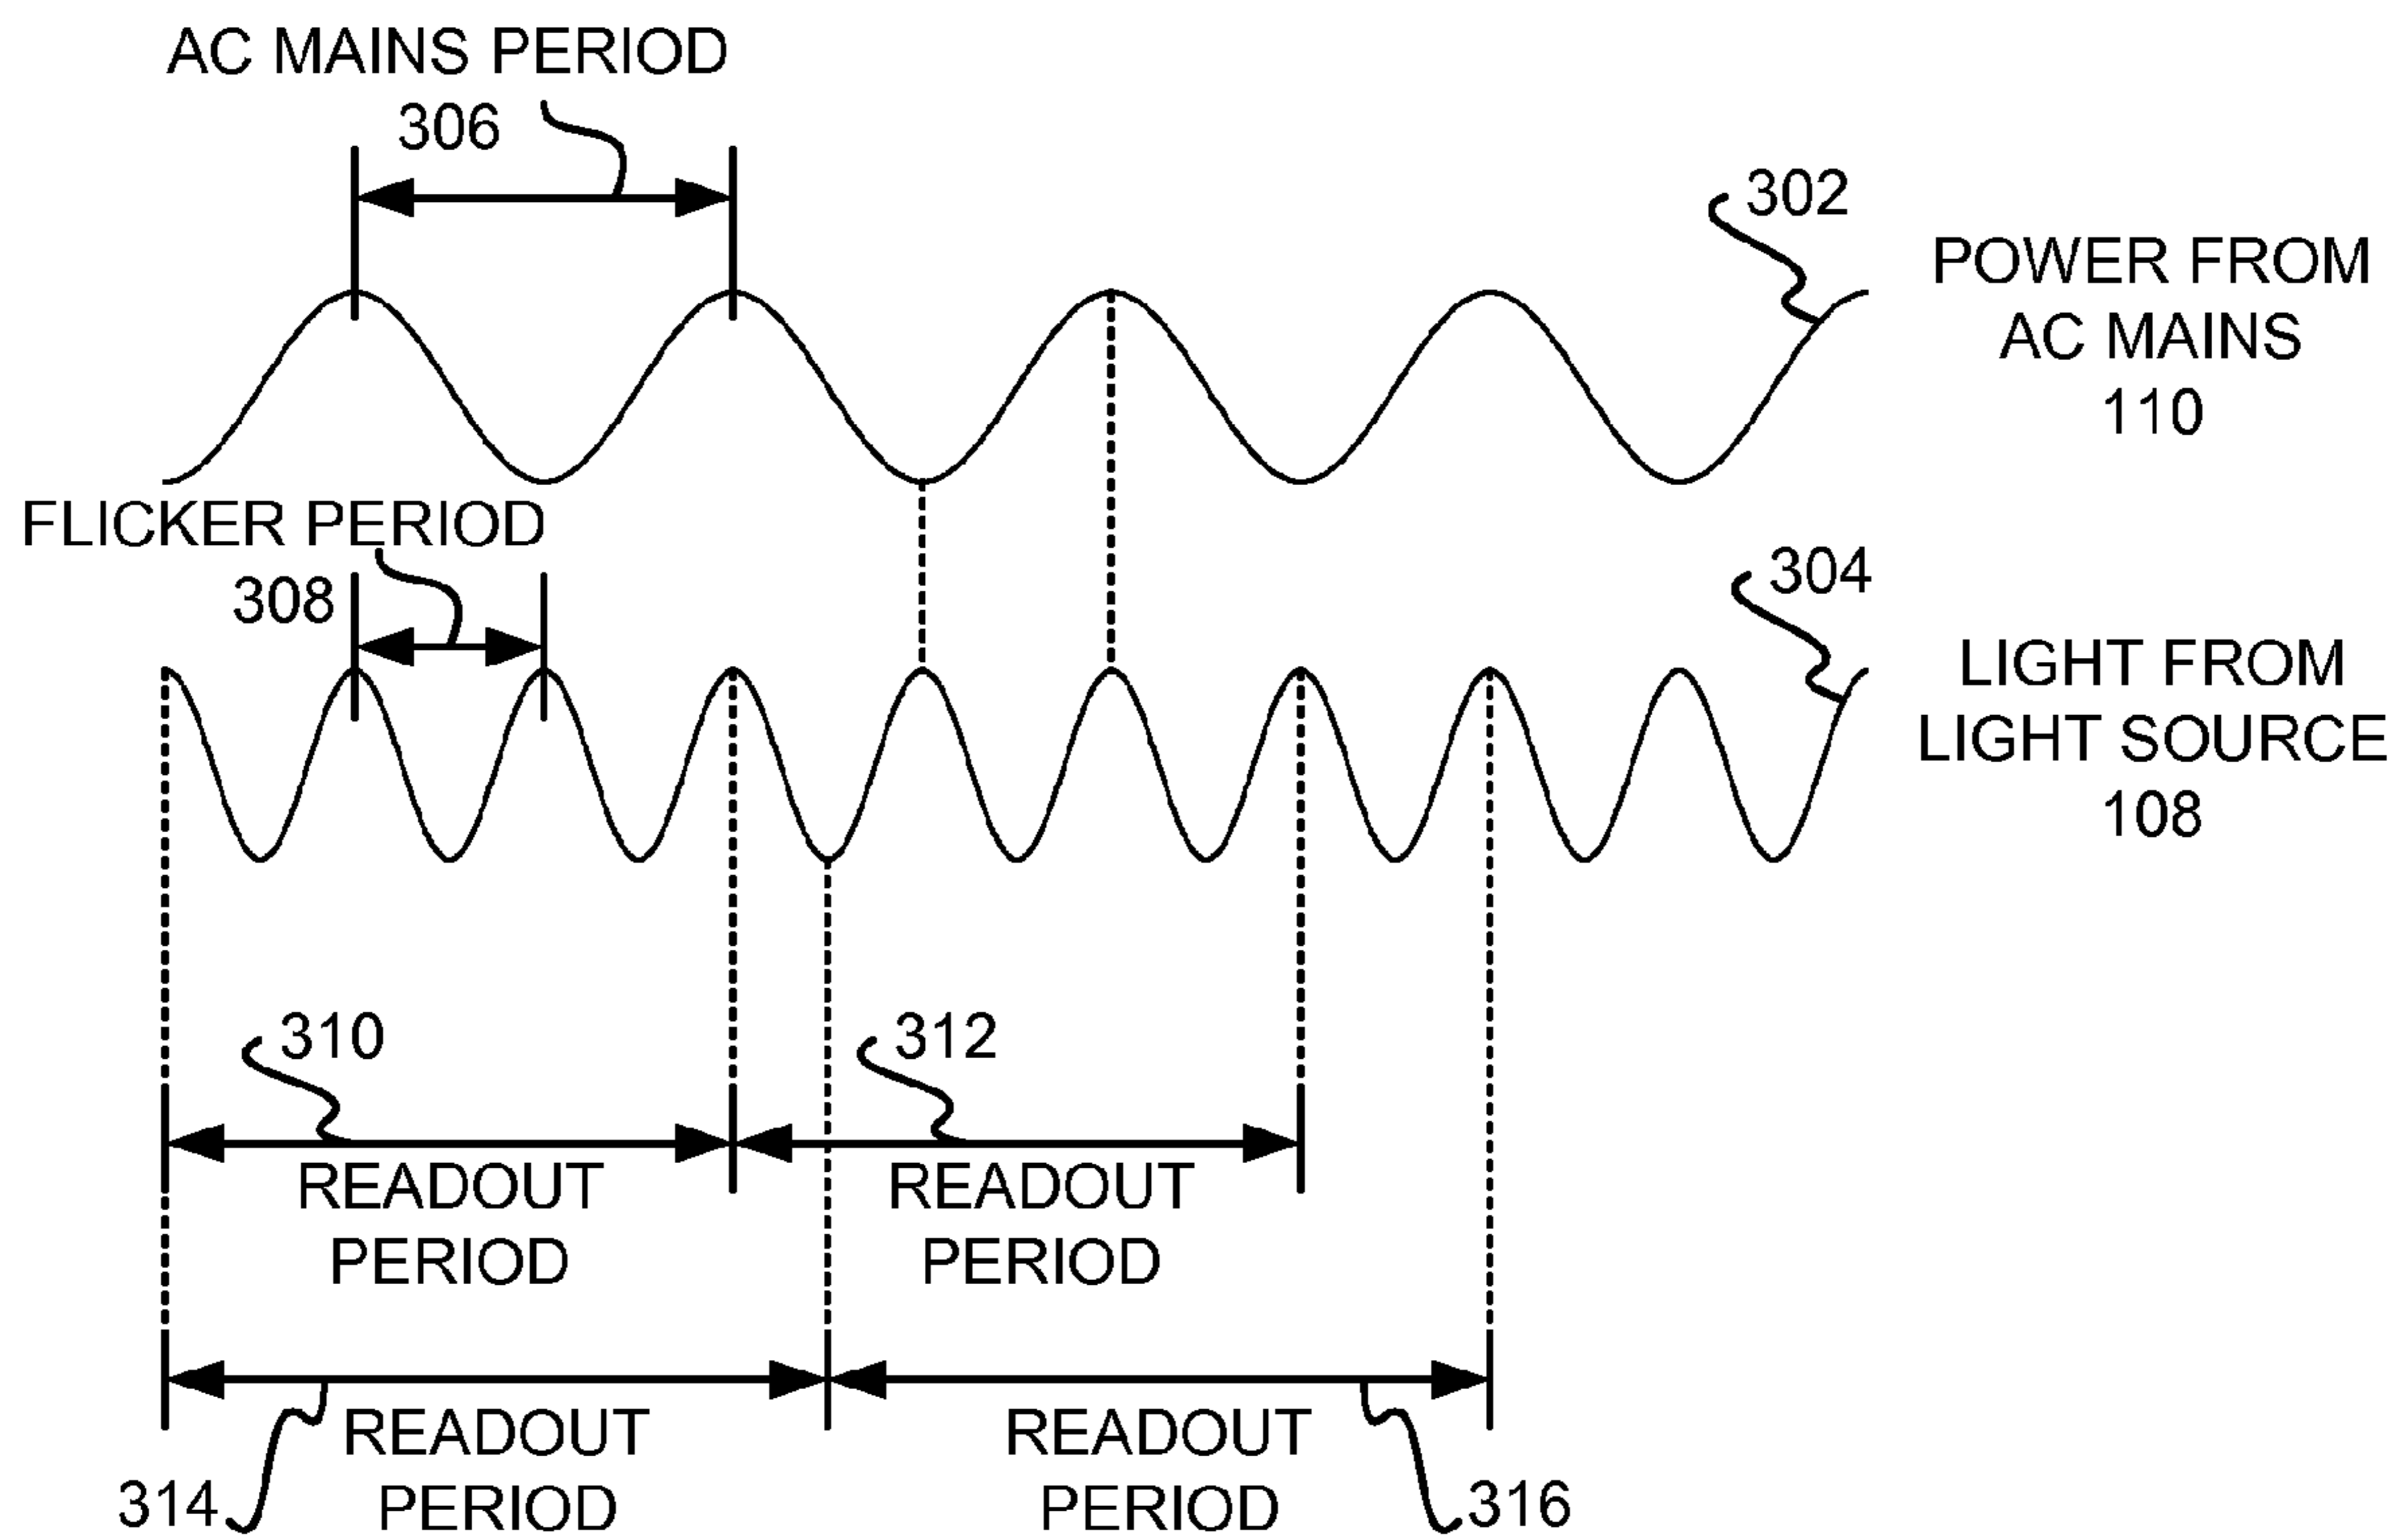 AC MAINS PERIOD
306
302
POWER FROM
AC MAINS
110
FLICKER PERIOD
308
304
LIGHT FROM
LIGHT SOURCE
108
310
312
READOUT
PERIOD
READOUT
PERIOD
READOUT
PERIOD
READOUT
PERIOD
314
316